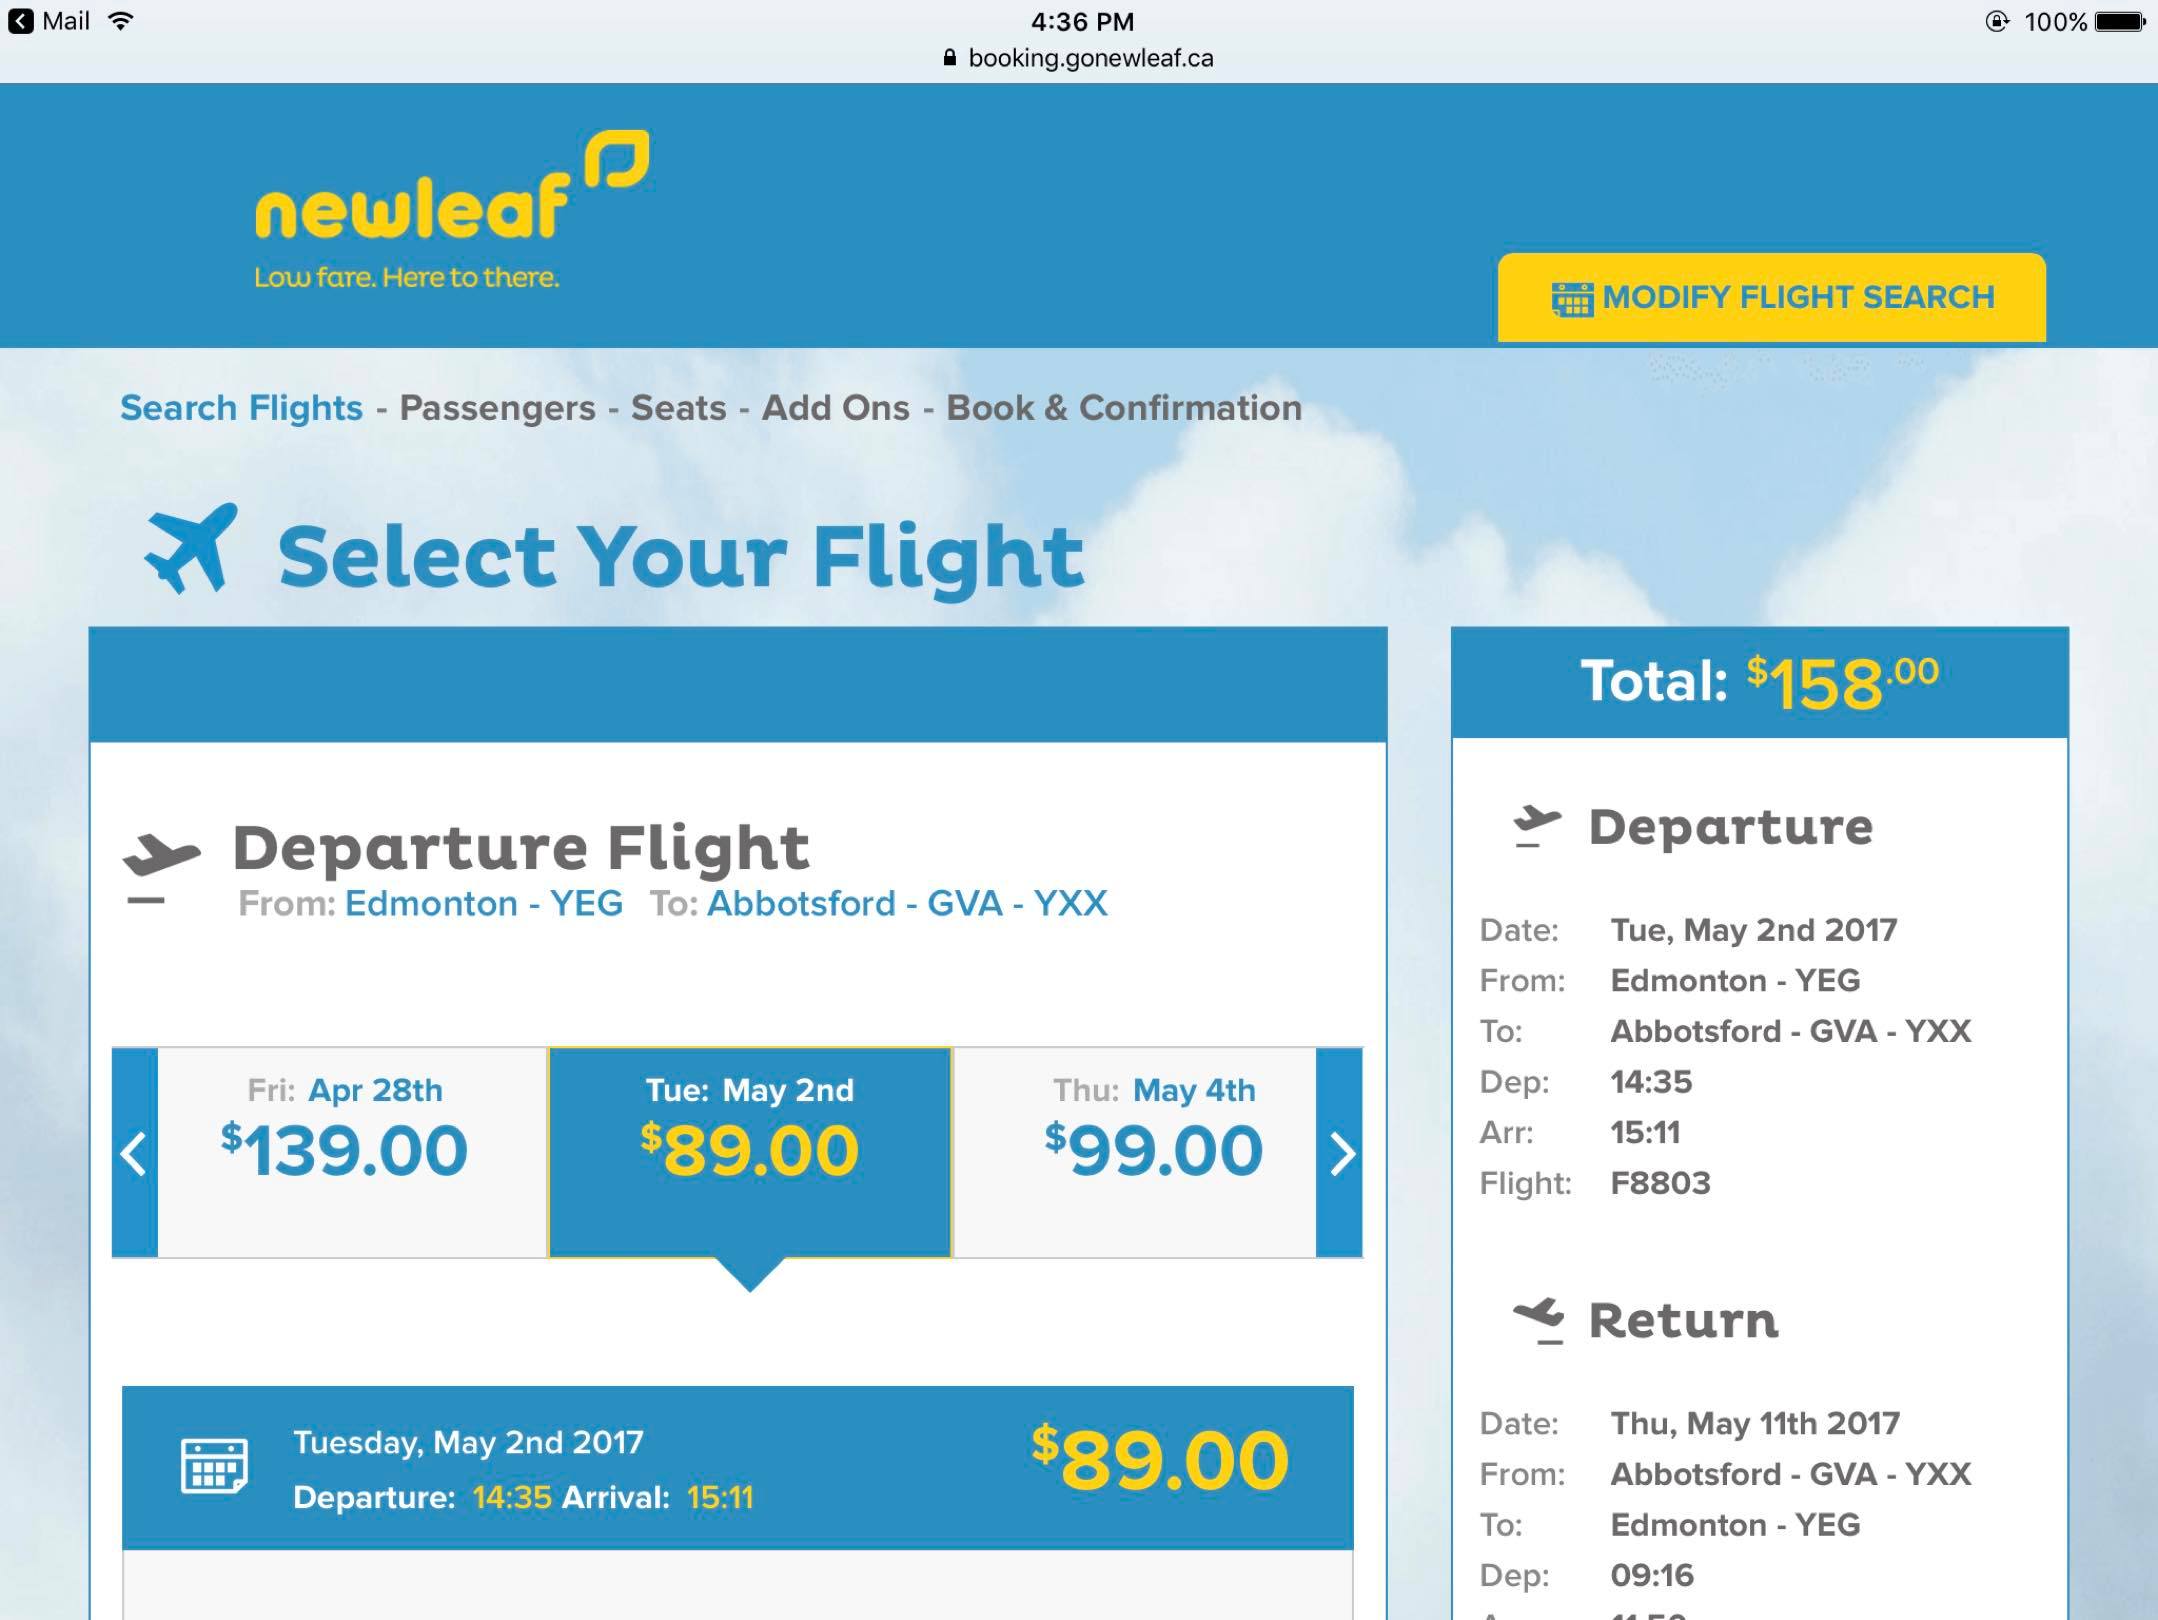 Mail 4:36 PM 100%
booking.gonewleaf.ca
newleaf
Low fare. Here to there.
MODIFY FLIGHT SEARCH
Search Flights - Passengers - Seats - Add Ons - Book & Confirmation
Select Your Flight
Departure Flight
From: Edmonton - YEG To: Abbotsford - GVA - YXX
Fri: Apr 28th
$139.00
Tue: May 2nd
$89.00
Thu: May 4th
$99.00
Tuesday, May 2nd 2017
Departure: 14:35 Arrival: 15:11
$89.00
Total: $158.00
Departure
Date: Tue, May 2nd 2017
From: Edmonton - YEG
To: Abbotsford - GVA - YXX
Dep: 14:35
Arr: 15:11
Flight: F8803
Return
Date: Thu, May 11th 2017
From: Abbotsford - GVA - YXX
To: Edmonton - YEG
Dep: 09:16